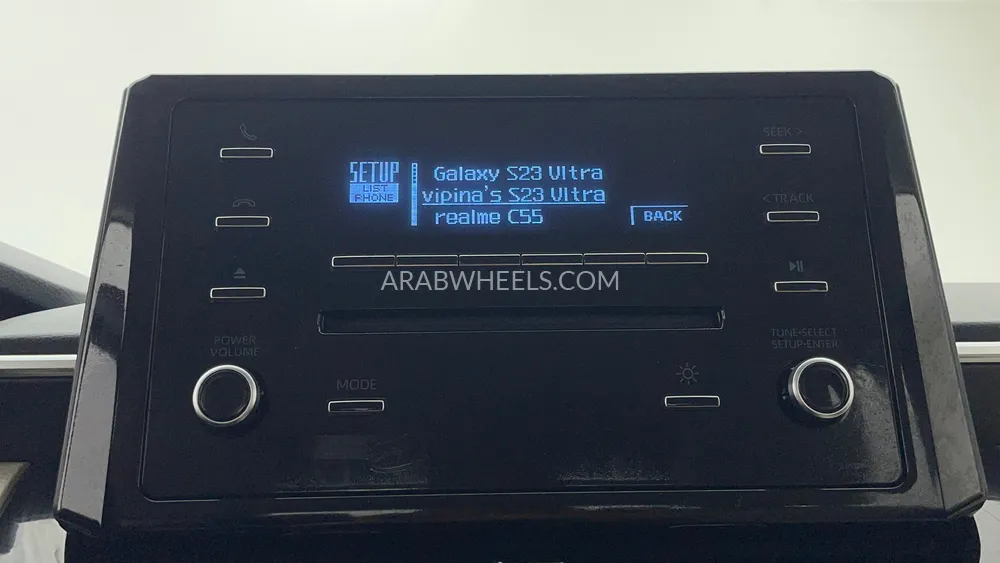 SEEK >
SETUP
LIST
PHONE
Galaxy S23 Ultra
vipina's S23 Ultra
realme C55
BACK
< TRACK
ARABWHEELS.COM
POWER
VOLUME
TUNE•SELECT
SETUP•ENTER
MODE